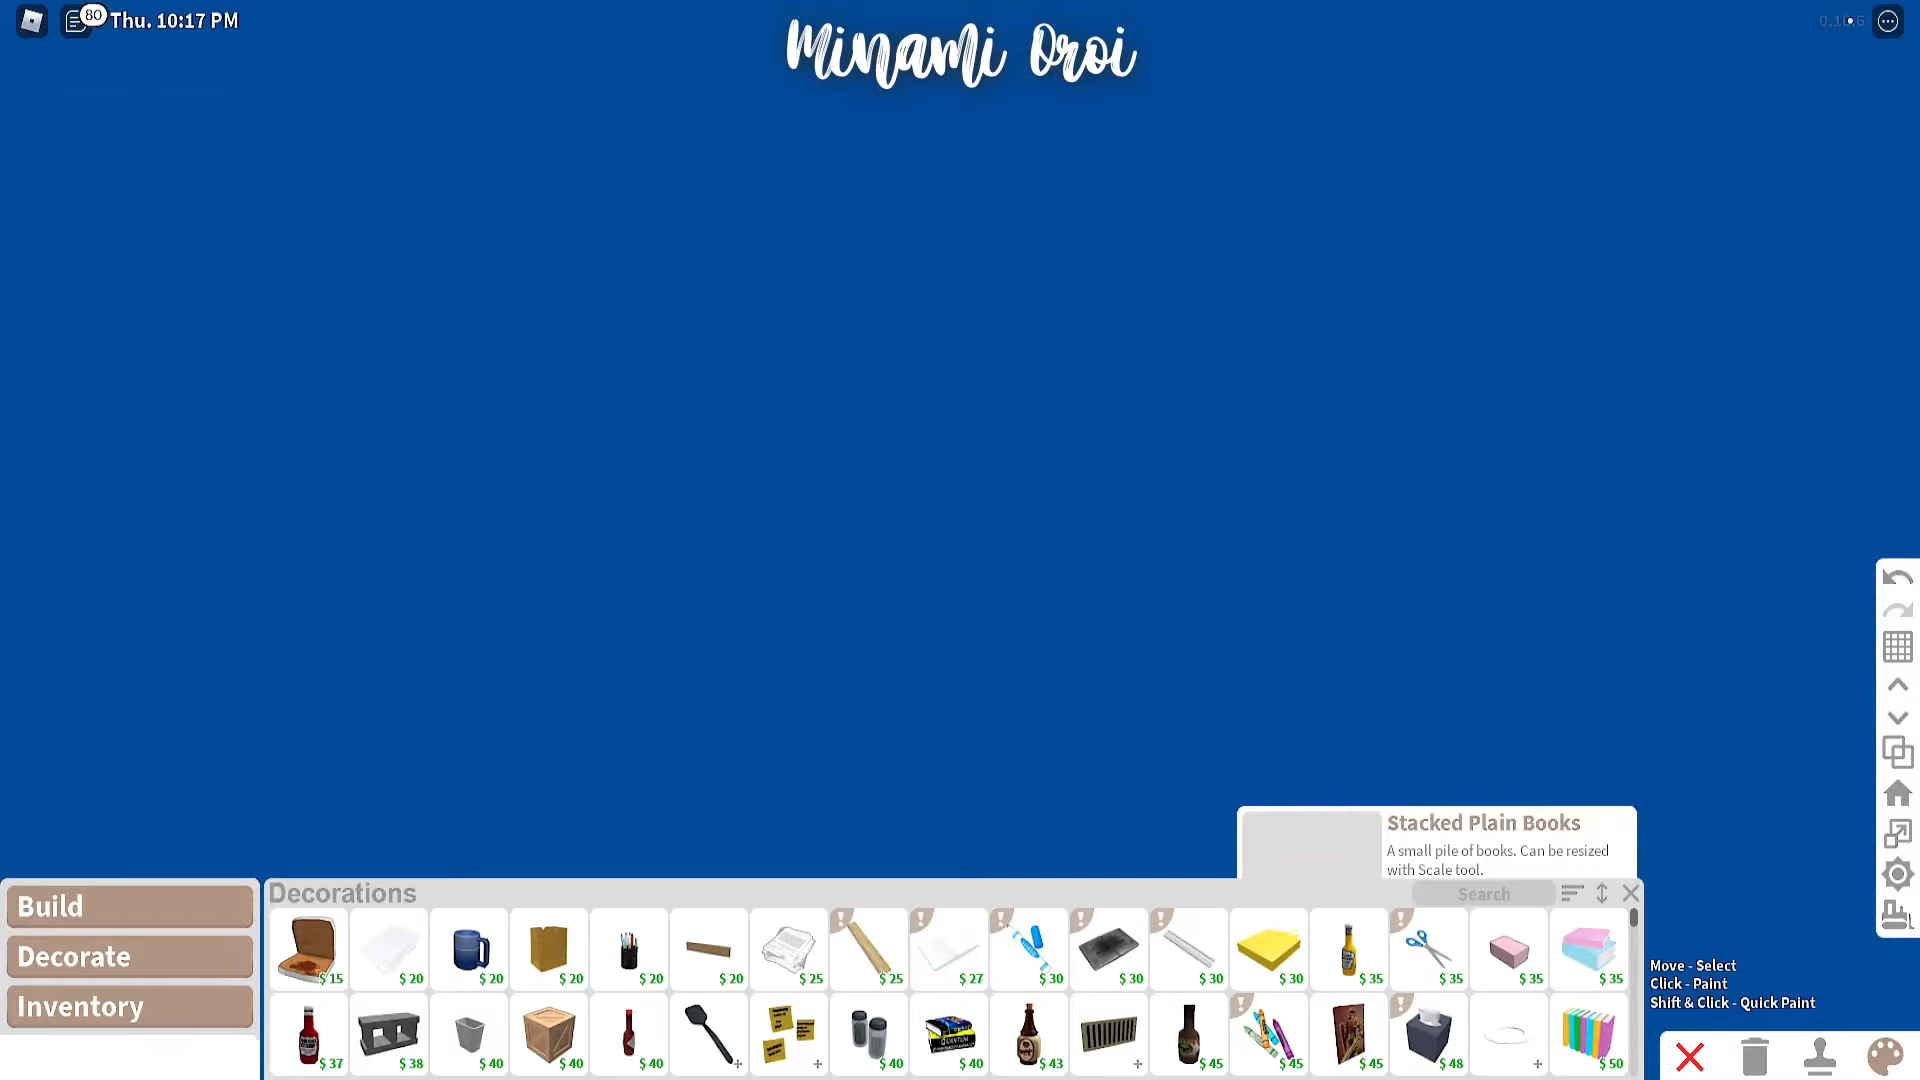 80 Thu. 10:17 PM
Minami Oroi
Stacked Plain Books
A small pile of books. Can be resized
with Scale tool.
Build
Decorate
Inventory
Decorations
Search
$ 15 $ 20 $ 20 $ 20 $ 20 $ 20 $ 25 $ 25 $ 27 $ 30 $ 30 $ 30 $ 30 $ 35 $ 35 $ 35 $ 35
QUANTUM
$ 37 $ 38 $ 40 $ 40 $ 40 + + $ 40 $ 40 $ 43 + $ 45 $ 45 $ 45 $ 48 + $ 50
Move - Select
Click - Paint
Shift & Click - Quick Paint